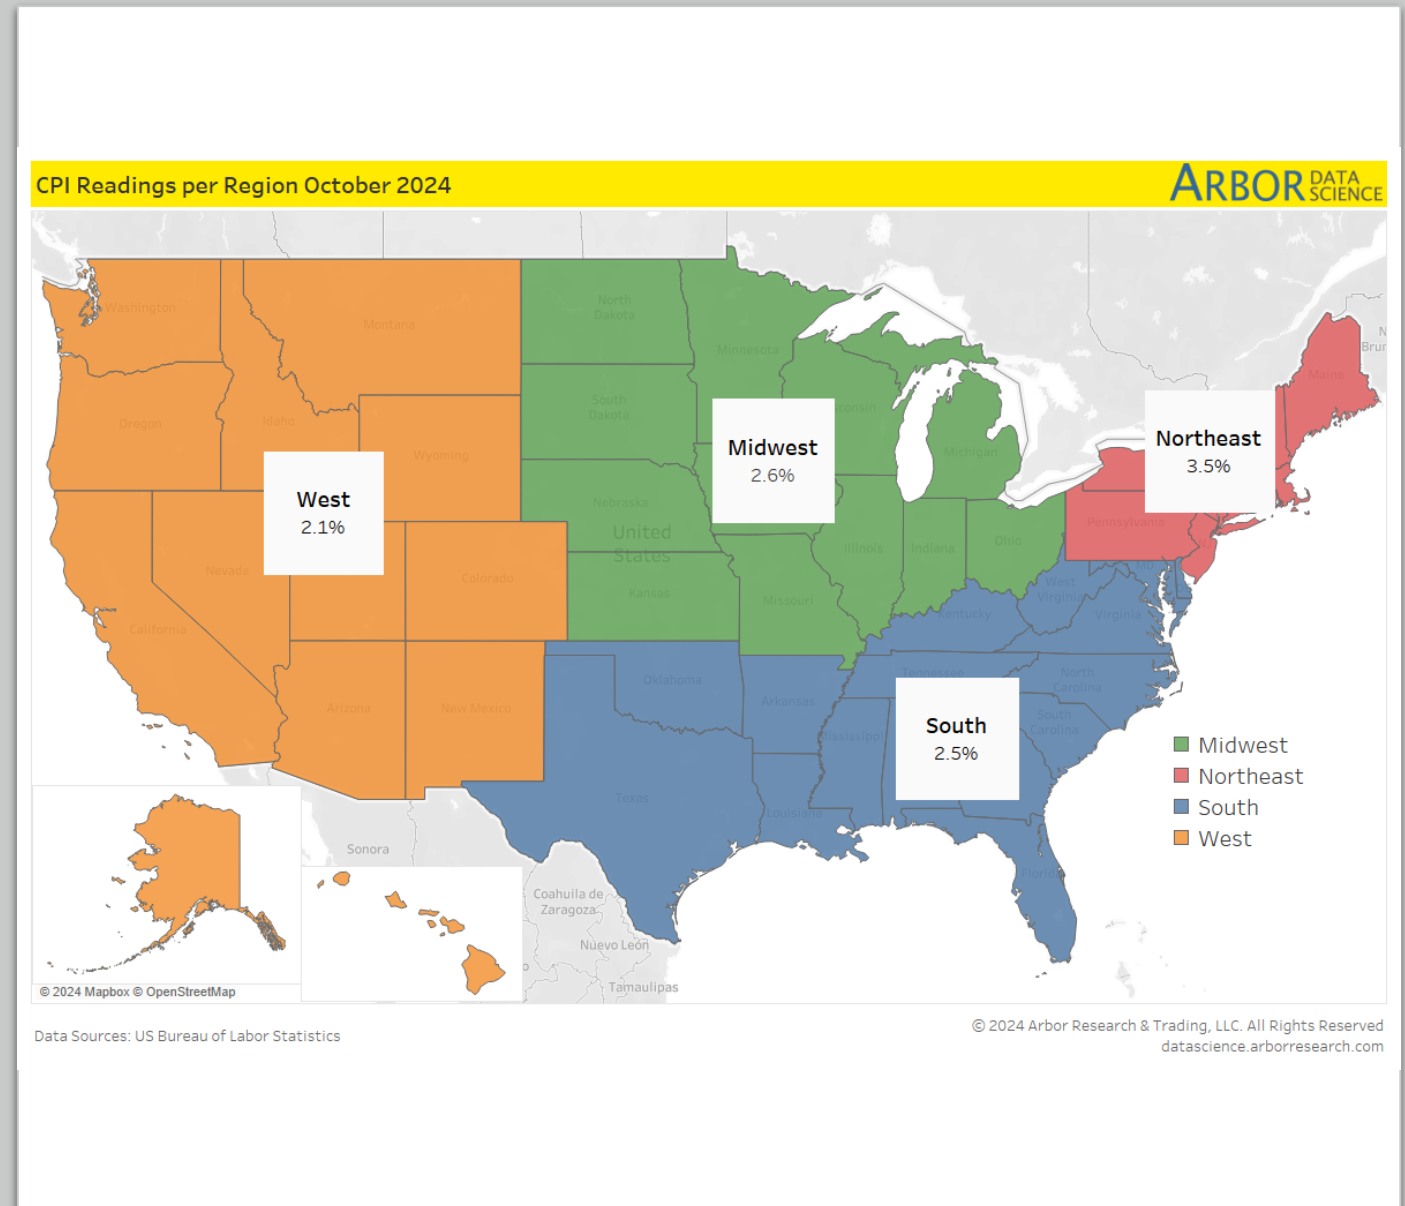 CPI Readings per Region October 2024
ARBOR DATA SCIENCE
Washington
Montana
North
Dakota
Minnesota
Maine
N
Brun
Oregon
Idaho
South
Dakota
consin
Michigan
Wyoming
Midwest
2.6%
Northeast
3.5%
West
2.1%
Nebraska
United
States
Pennsylvania
Illinois
Indiana
Ohio
Nevada
Colorado
Kansas
Missouri
West
Virginia
MD
Virginia
Kentucky
California
Arizona
New Mexico
Oklahoma
Arkansas
Tennessee
North
Carolina
South
Carolina
Mississippi
South
2.5%
Texas
Louisiana
Florida
Midwest
Northeast
South
West
Sonora
Coahuila de
Zaragoza
Nuevo León
Tamaulipas
© 2024 Mapbox © OpenStreetMap
Data Sources: US Bureau of Labor Statistics
© 2024 Arbor Research & Trading, LLC. All Rights Reserved
datascience.arborresearch.com